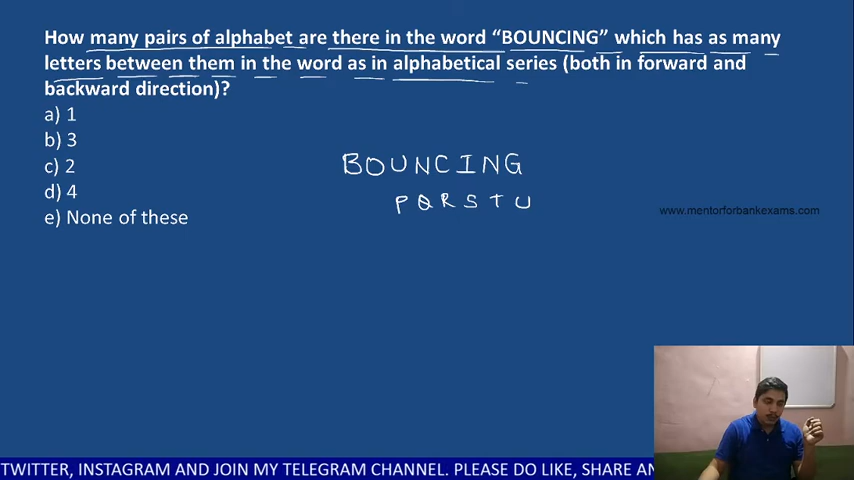 How many pairs of alphabet are there in the word “BOUNCING” which has as many
letters between them in the word as in alphabetical series (both in forward and
backward direction)?
a) 1
b) 3
c) 2
d) 4
e) None of these
BOUNCING
P Q R S T U
www.mentorforbankexams.com
TWITTER, INSTAGRAM AND JOIN MY TELEGRAM CHANNEL. PLEASE DO LIKE, SHARE AN